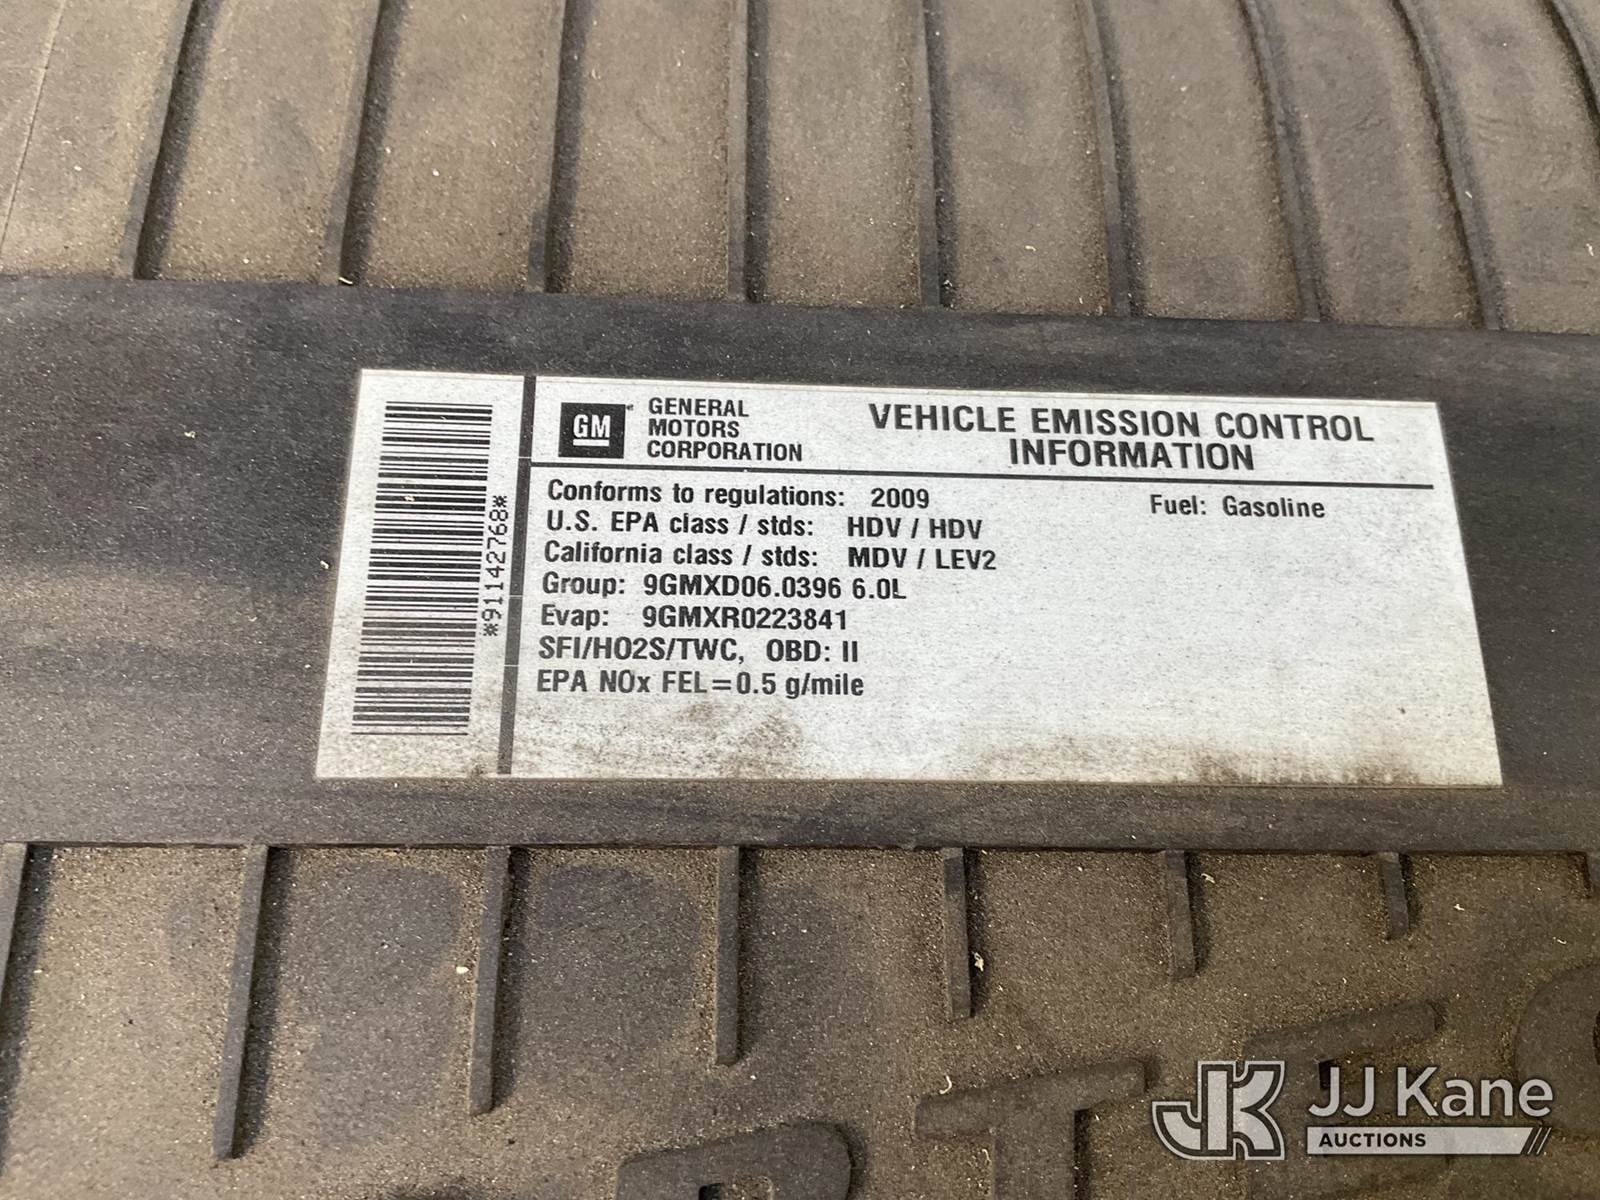 GM
GENERAL
MOTORS
CORPORATION
VEHICLE EMISSION CONTROL
INFORMATION
Conforms to regulations: 2009
Fuel: Gasoline
U.S. EPA class / stds: HDV / HDV
California class / stds: MDV / LEV2
Group: 9GMXD06.0396 6.0L
Evap: 9GMXR0223841
SFI/HO2S/TWC, OBD: II
EPA NOx FEL=0.5 g/mile
*91142768*
JK JJ Kane
AUCTIONS